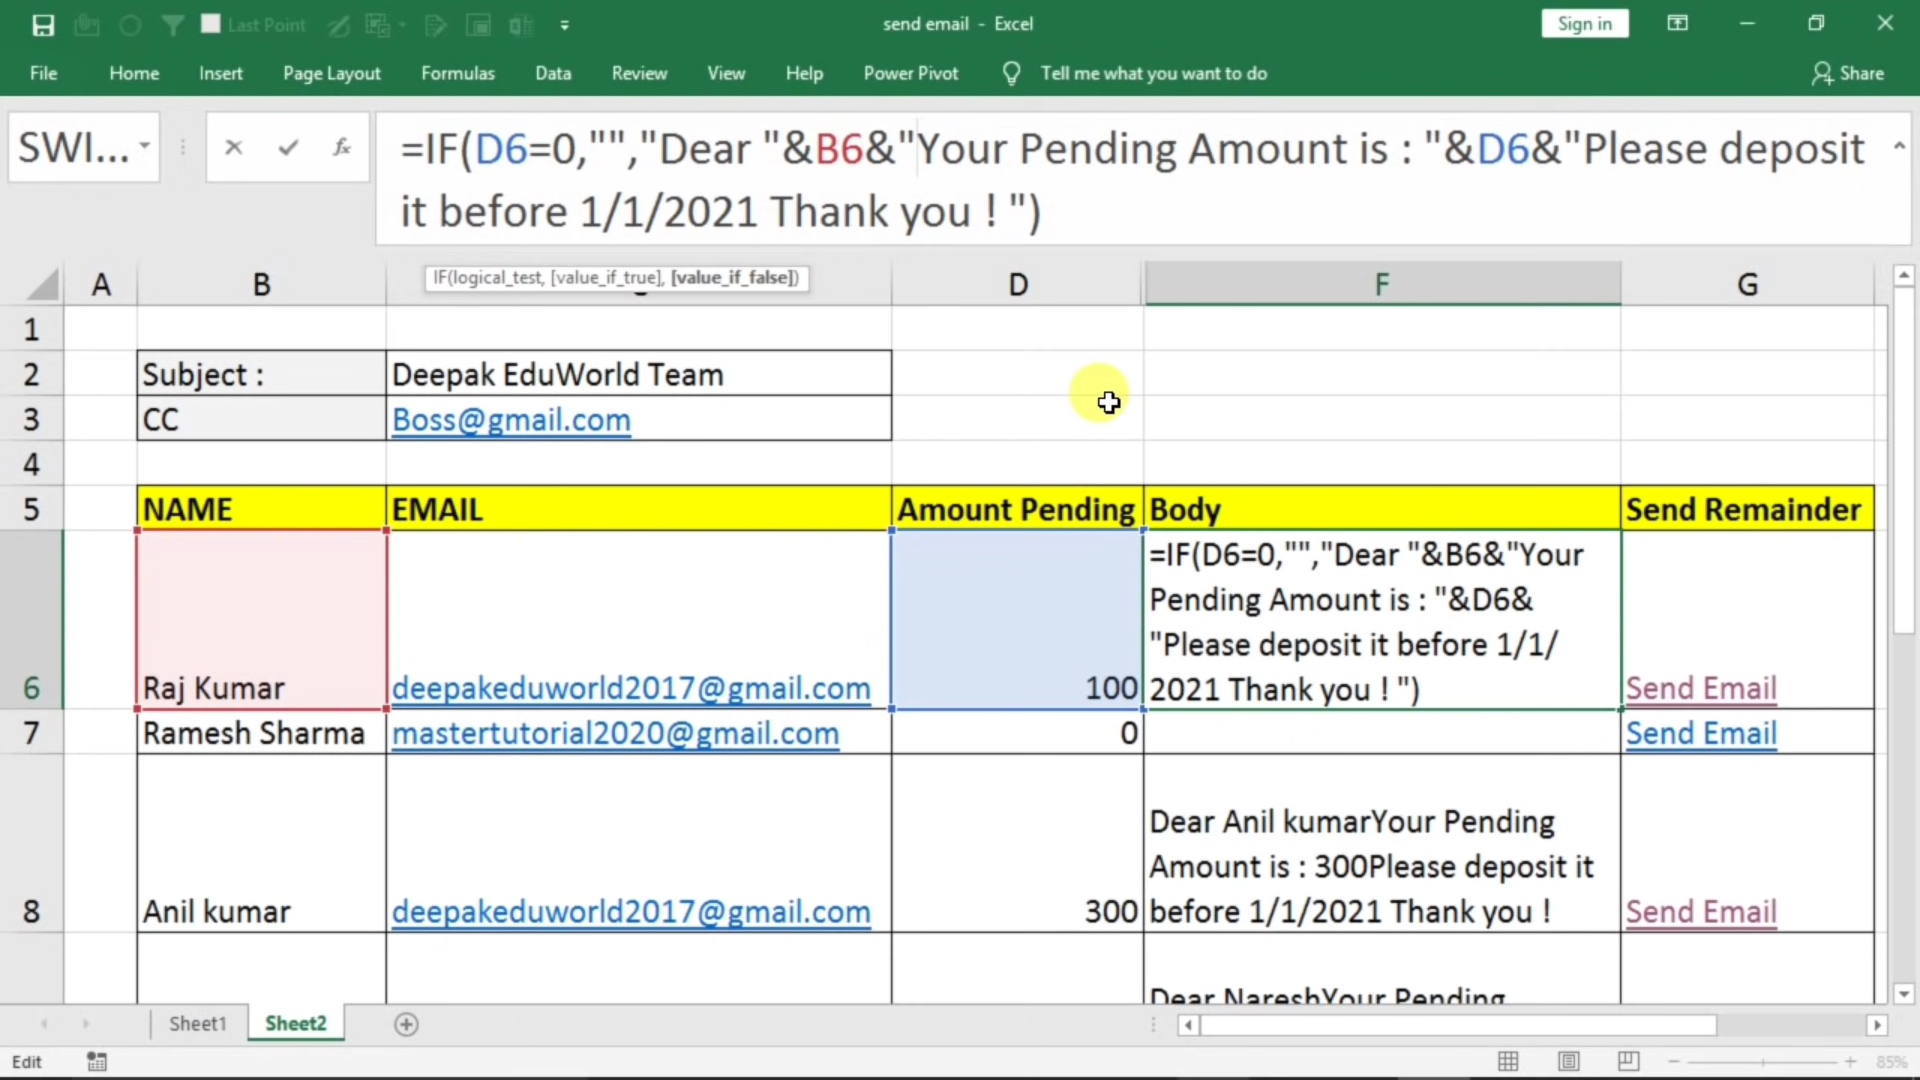 Last Point
send email - Excel
Sign in
File Home Insert Page Layout Formulas Data Review View Help Power Pivot Tell me what you want to do Share
SWI... fx =IF(D6=0,"","Dear "&B6&"Your Pending Amount is : "&D6&"Please deposit
it before 1/1/2021 Thank you ! ")
IF(logical_test, [value_if_true], [value_if_false])
A B D F G
1
2 Subject : Deepak EduWorld Team
3 CC Boss@gmail.com
4
5 NAME EMAIL Amount Pending Body Send Remainder
=IF(D6=0,"","Dear "&B6&"Your
Pending Amount is : "&D6&
"Please deposit it before 1/1/
6 Raj Kumar deepakeduworld2017@gmail.com 100 2021 Thank you ! ") Send Email
7 Ramesh Sharma mastertutorial2020@gmail.com 0 Send Email
Dear Anil kumarYour Pending
Amount is : 300Please deposit it
8 Anil kumar deepakeduworld2017@gmail.com 300 before 1/1/2021 Thank you ! Send Email
Dear NareshYour Pending
Sheet1 Sheet2
Edit 85%